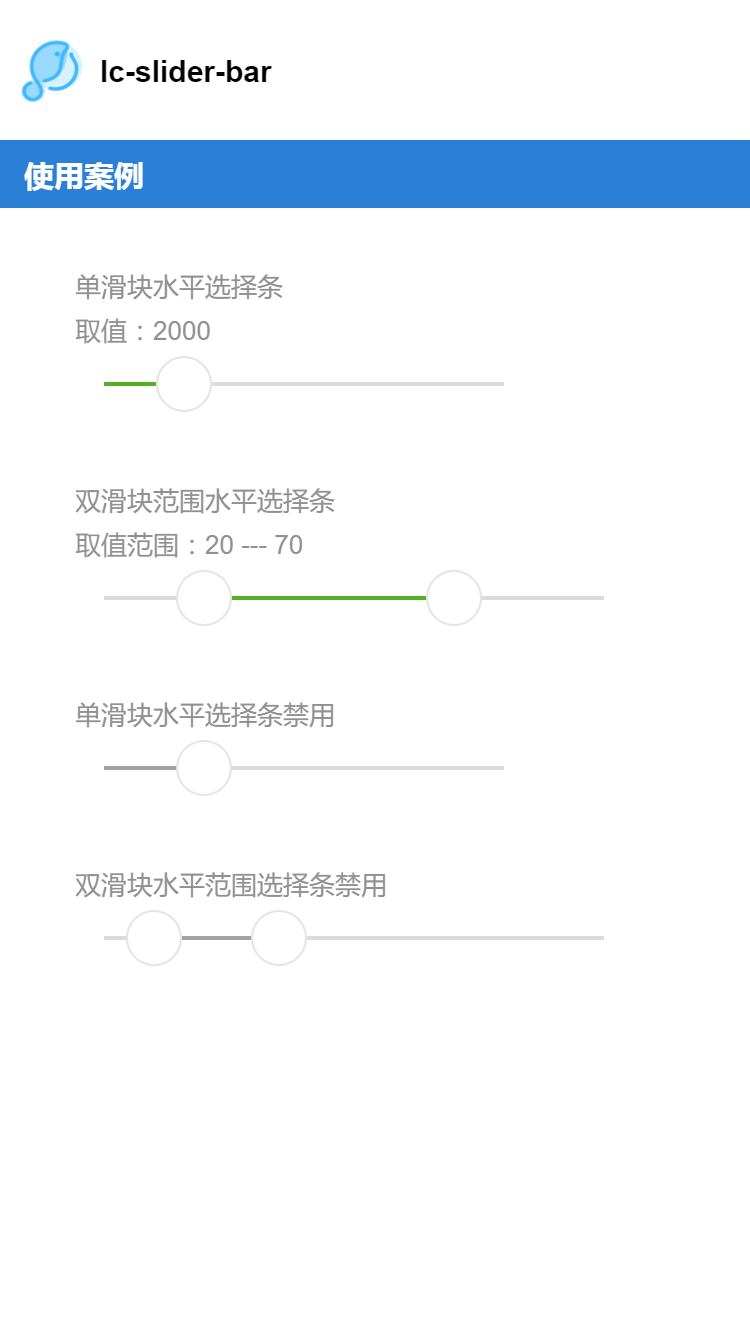 lc-slider-bar
使用案例
单滑块水平选择条
取值：2000
双滑块范围水平选择条
取值范围：20 --- 70
单滑块水平选择条禁用
双滑块水平范围选择条禁用